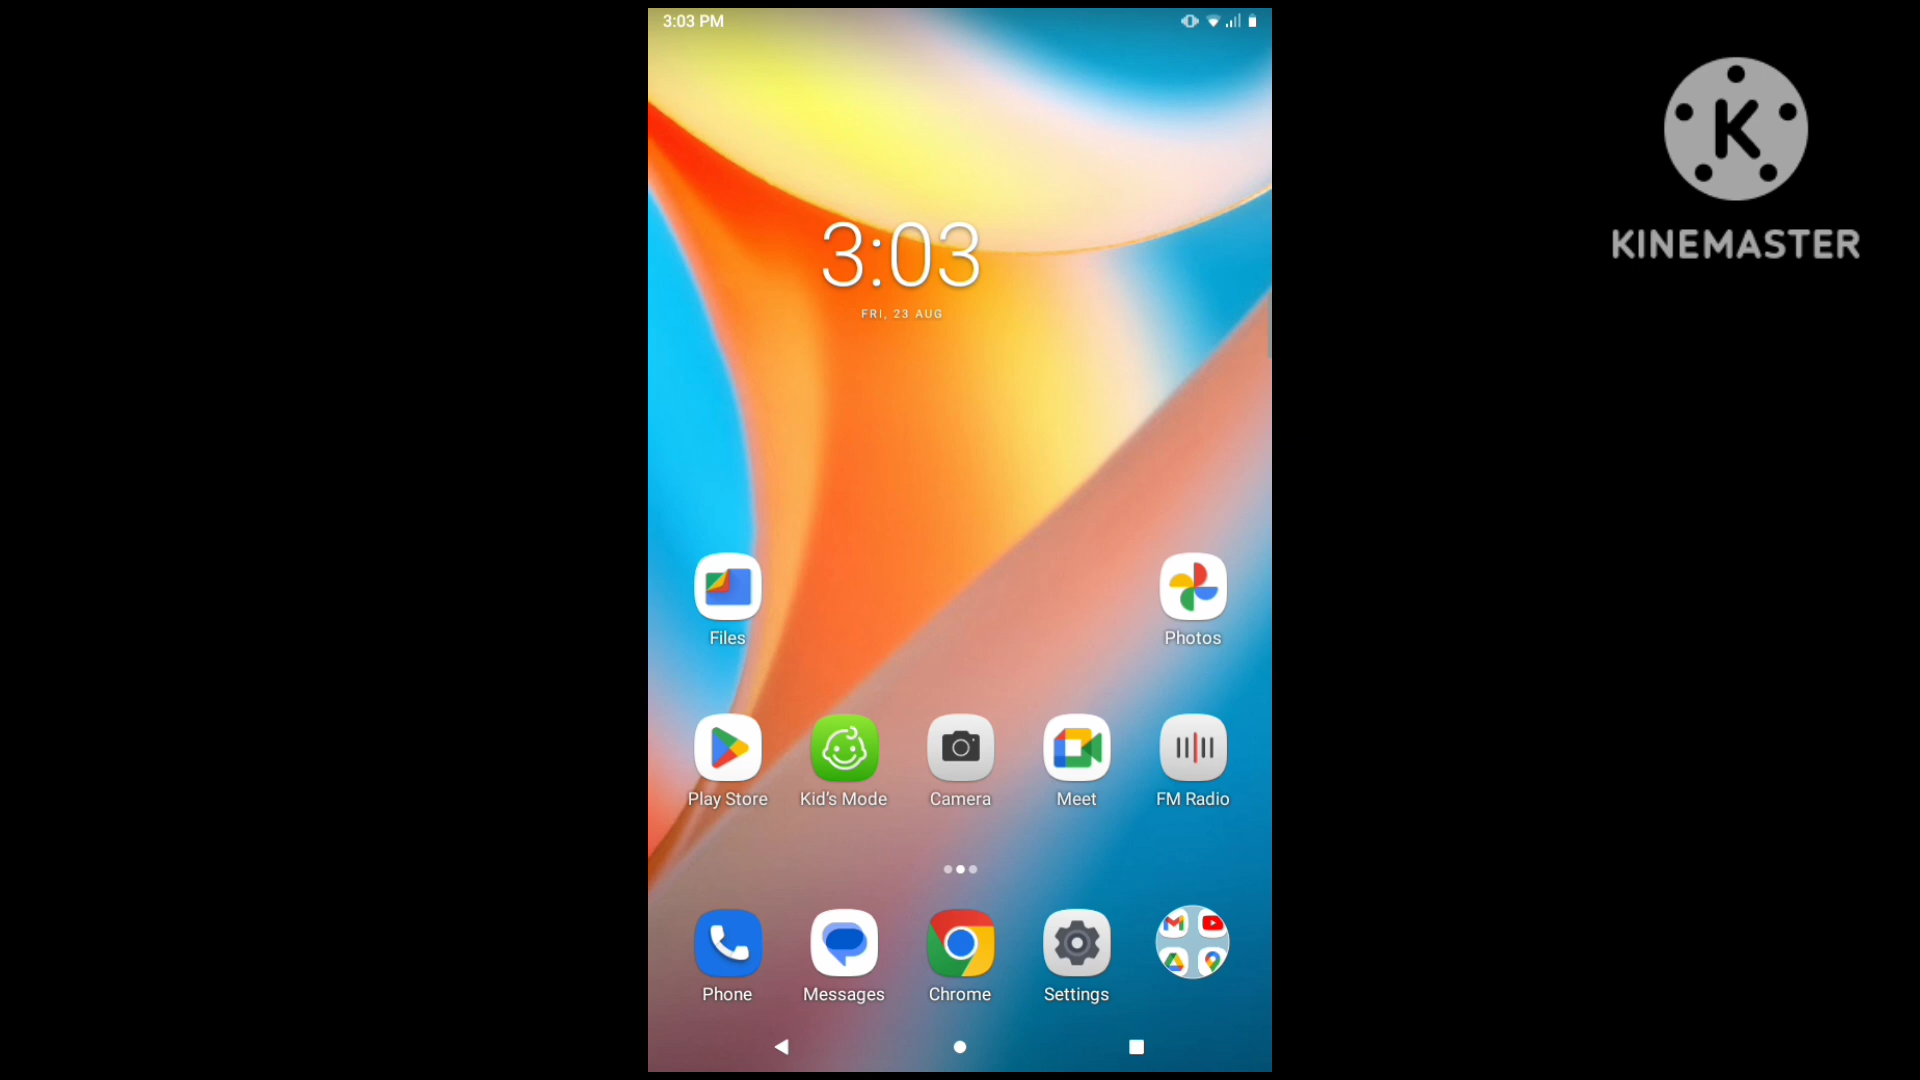 3:03 PM
KINEMASTER
3:03
FRI, 23 AUG
Files
Photos
Play Store
Kid's Mode
Camera
Meet
FM Radio
Phone
Messages
Chrome
Settings